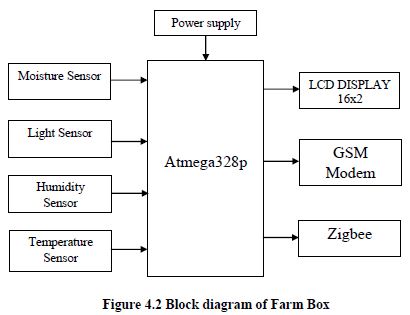 Power supply
Moisture Sensor
Light Sensor
Humidity
Sensor
Temperature
Sensor
Atmega328p
LCD DISPLAY
16x2
GSM
Modem
Zigbee
Figure 4.2 Block diagram of Farm Box